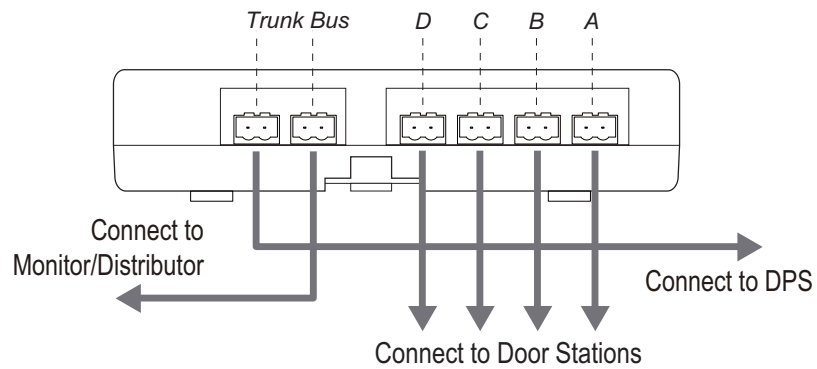 Trunk Bus D C B A
Connect to
Monitor/Distributor
Connect to DPS
Connect to Door Stations